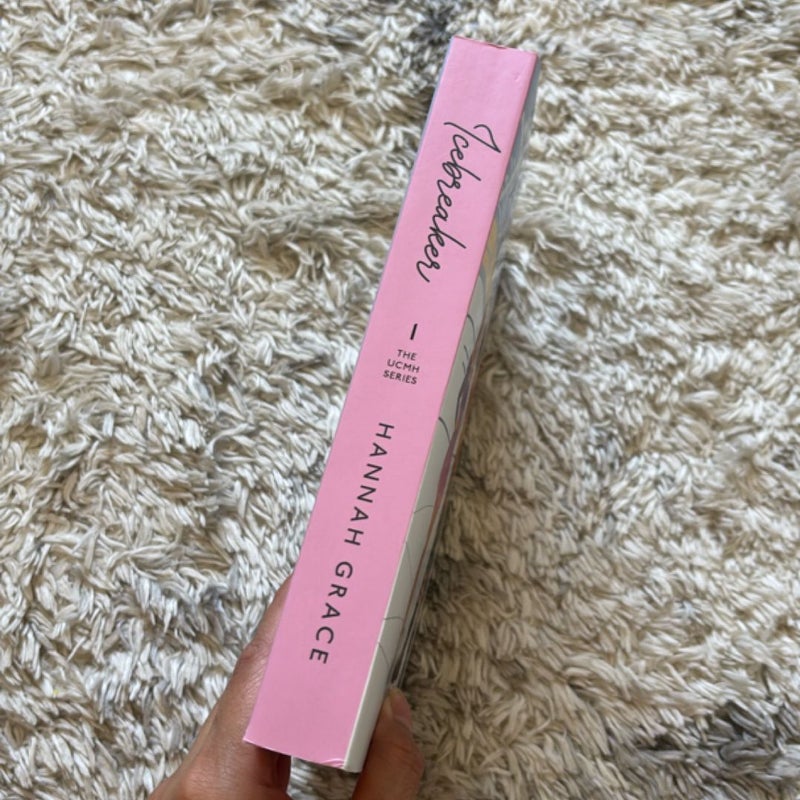 Icebreaker
1
THE
UCMH
SERIES
HANNAH GRACE